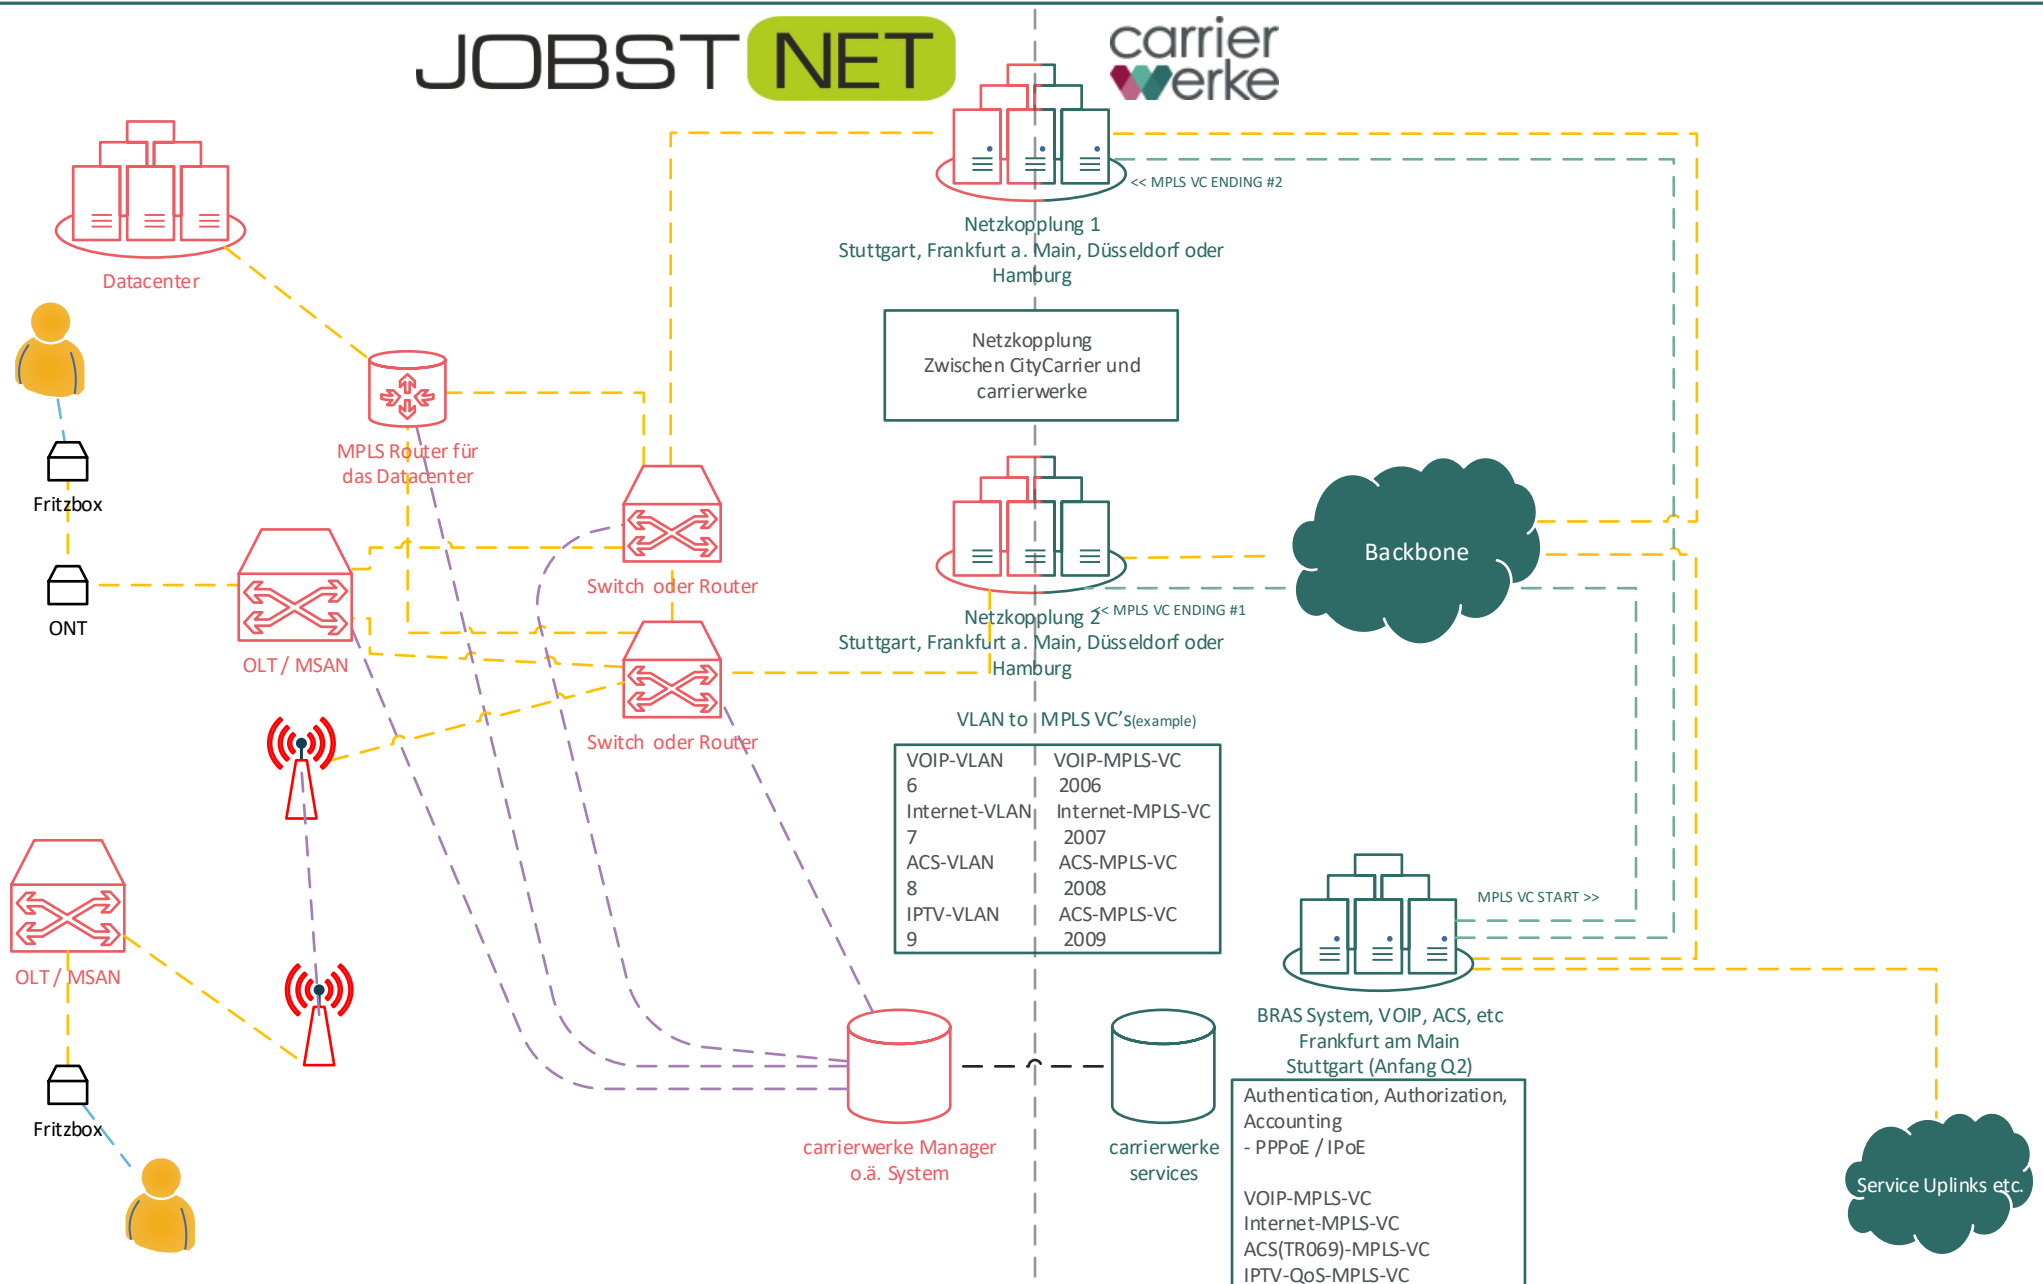 JOBST NET
carrier
werke
<< MPLS VC ENDING #2
Netzkopplung 1
Stuttgart, Frankfurt a. Main, Düsseldorf oder
Hamburg
Datacenter
Netzkopplung
Zwischen CityCarrier und
carrierwerke
MPLS Router für
das Datacenter
Fritzbox
Backbone
Switch oder Router
ONT
Netzkopplung 2
<< MPLS VC ENDING #1
Stuttgart, Frankfurt a. Main, Düsseldorf oder
Hamburg
OLT / MSAN
Switch oder Router
VLAN to MPLS VC’s(example)
VOIP-VLAN VOIP-MPLS-VC
6 2006
Internet-VLAN Internet-MPLS-VC
7 2007
ACS-VLAN ACS-MPLS-VC
8 2008
IPTV-VLAN ACS-MPLS-VC
9 2009
MPLS VC START >>
OLT / MSAN
BRAS System, VOIP, ACS, etc
Frankfurt am Main
Stuttgart (Anfang Q2)
Fritzbox
carrierwerke Manager
o.ä. System
carrierwerke
services
Authentication, Authorization,
Accounting
- PPPoE / IPoE
VOIP-MPLS-VC
Internet-MPLS-VC
ACS(TR069)-MPLS-VC
IPTV-QoS-MPLS-VC
Service Uplinks etc.